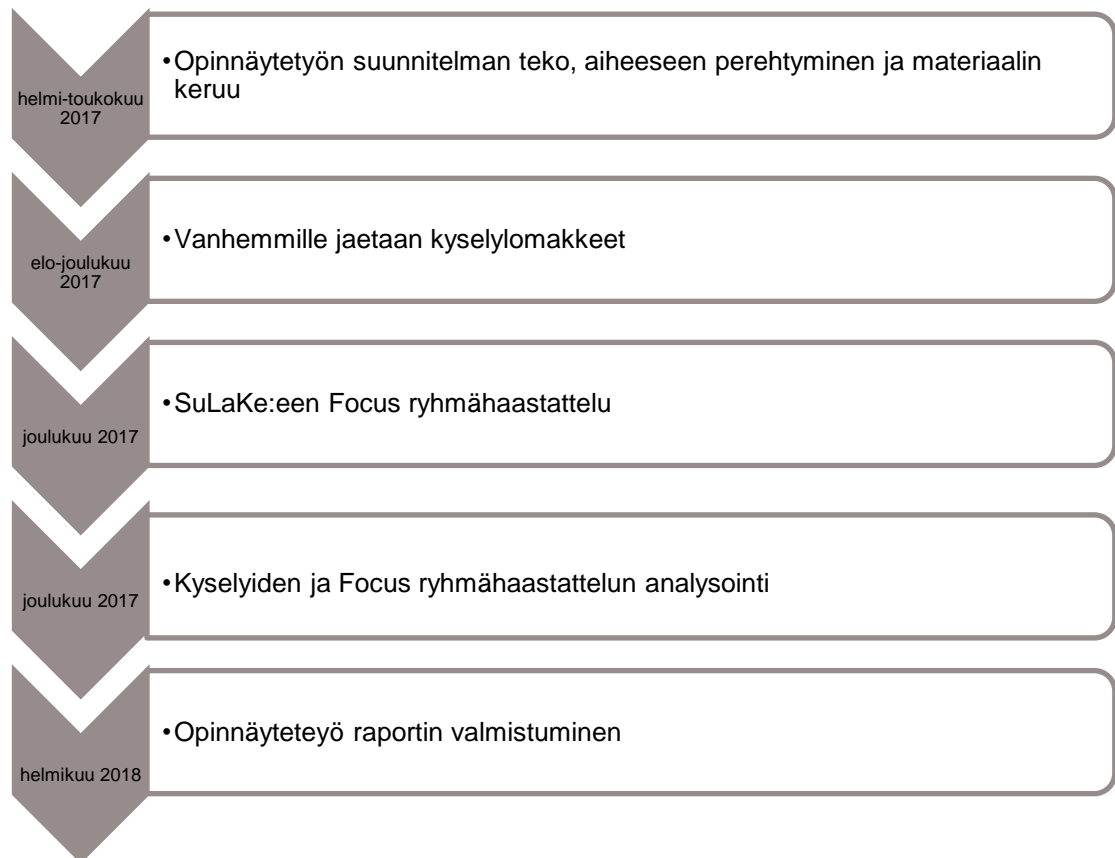 helmi-toukokuu
2017
•Opinnäytetyön suunnitelman teko, aiheeseen perehtyminen ja materiaalin
keruu
elo-joulukuu
2017
•Vanhemmille jaetaan kyselylomakkeet
joulukuu 2017
•SuLaKe:een Focus ryhmähaastattelu
joulukuu 2017
•Kyselyiden ja Focus ryhmähaastattelun analysointi
helmikuu 2018
•Opinnäyteteyö raportin valmistuminen